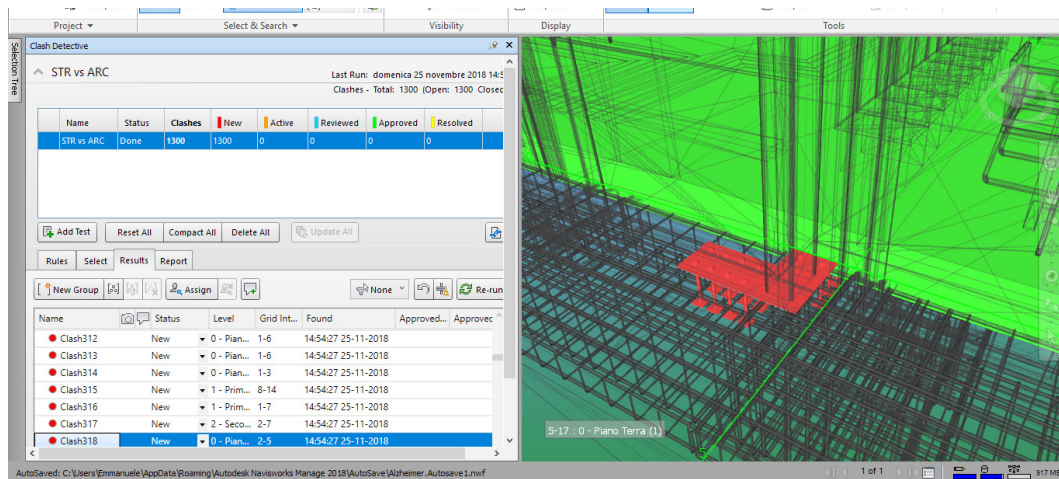 Project Select & Search Visibility Display Tools
Selection Tree
Clash Detective
STR vs ARC
Last Run: domenica 25 novembre 2018 14:5
Clashes - Total: 1300 (Open: 1300 Closed
Name Status Clashes New Active Reviewed Approved Resolved
STR vs ARC Done 1300 1300 0 0 0 0
Add Test Reset All Compact All Delete All Update All
Rules Select Results Report
New Group Assign None Re-run
Name Status Level Grid Int... Found Approved... Approved
Clash312 New 0 - Pian... 1-6 14:54:27 25-11-2018
Clash313 New 0 - Pian... 1-6 14:54:27 25-11-2018
Clash314 New 0 - Pian... 1-3 14:54:27 25-11-2018
Clash315 New 1 - Prim... 8-14 14:54:27 25-11-2018
Clash316 New 1 - Prim... 1-7 14:54:27 25-11-2018
Clash317 New 2 - Seco... 2-7 14:54:27 25-11-2018
Clash318 New 0 - Pian... 2-5 14:54:27 25-11-2018
5-17 : 0 - Piano Terra (1)
5
AutoSaved: C:\Users\Emmanuele\AppData\Roaming\Autodesk Navisworks Manage 2018\AutoSave\Alzheimer.Autosave1.nwf
1 of 1
917 ME